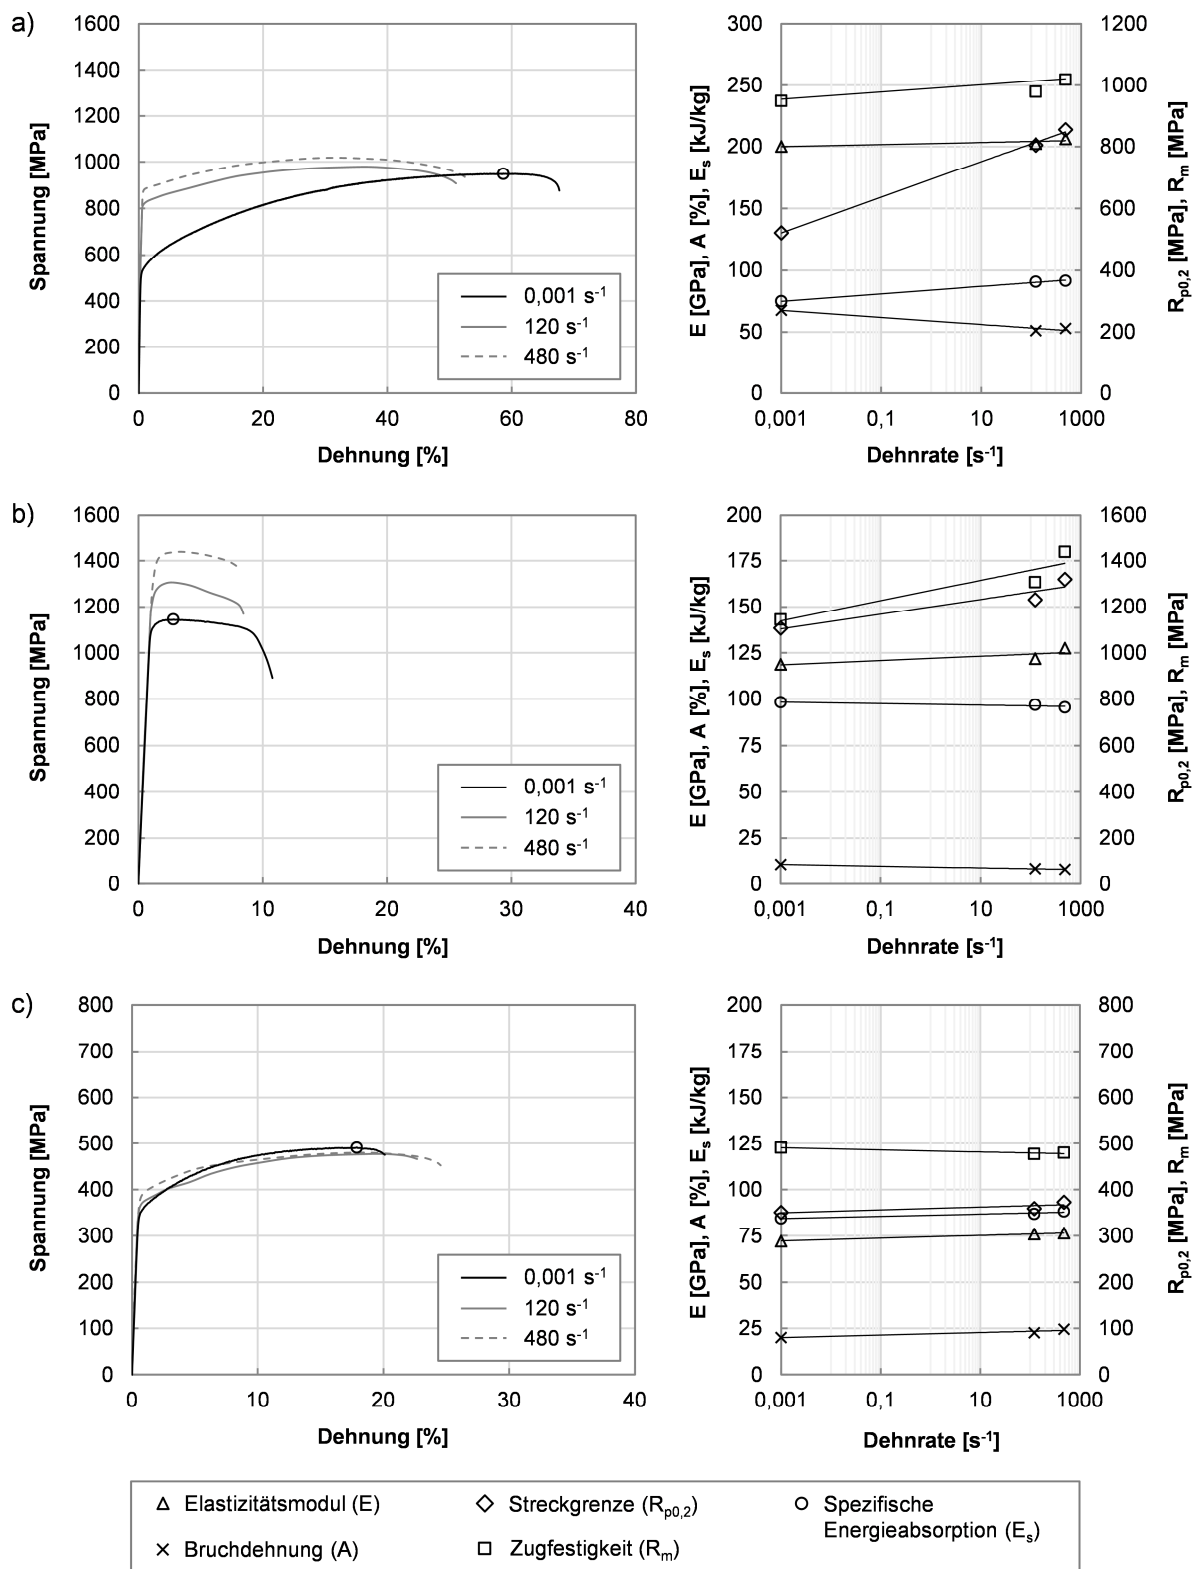 a)
1600
1400
1200
1000
800
600
400
200
0
Spannung [MPa]
0 20 40 60 80
Dehnung [%]
0,001 s⁻¹
120 s⁻¹
480 s⁻¹
300
250
200
150
100
50
0
E [GPa], A [%], Eₛ [kJ/kg]
1200
1000
800
600
400
200
0
Rp0,2 [MPa], Rm [MPa]
0,001 0,1 10 1000
Dehnrate [s⁻¹]
b)
1600
1400
1200
1000
800
600
400
200
0
Spannung [MPa]
0 10 20 30 40
Dehnung [%]
0,001 s⁻¹
120 s⁻¹
480 s⁻¹
200
175
150
125
100
75
50
25
0
E [GPa], A [%], Eₛ [kJ/kg]
1600
1400
1200
1000
800
600
400
200
0
Rp0,2 [MPa], Rm [MPa]
0,001 0,1 10 1000
Dehnrate [s⁻¹]
c)
800
700
600
500
400
300
200
100
0
Spannung [MPa]
0 10 20 30 40
Dehnung [%]
0,001 s⁻¹
120 s⁻¹
480 s⁻¹
200
175
150
125
100
75
50
25
0
E [GPa], A [%], Eₛ [kJ/kg]
800
700
600
500
400
300
200
100
0
Rp0,2 [MPa], Rm [MPa]
0,001 0,1 10 1000
Dehnrate [s⁻¹]
Elastizitätsmodul (E)
Streckgrenze (Rp0,2)
Spezifische
Energieabsorption (Eₛ)
Bruchdehnung (A)
Zugfestigkeit (Rm)